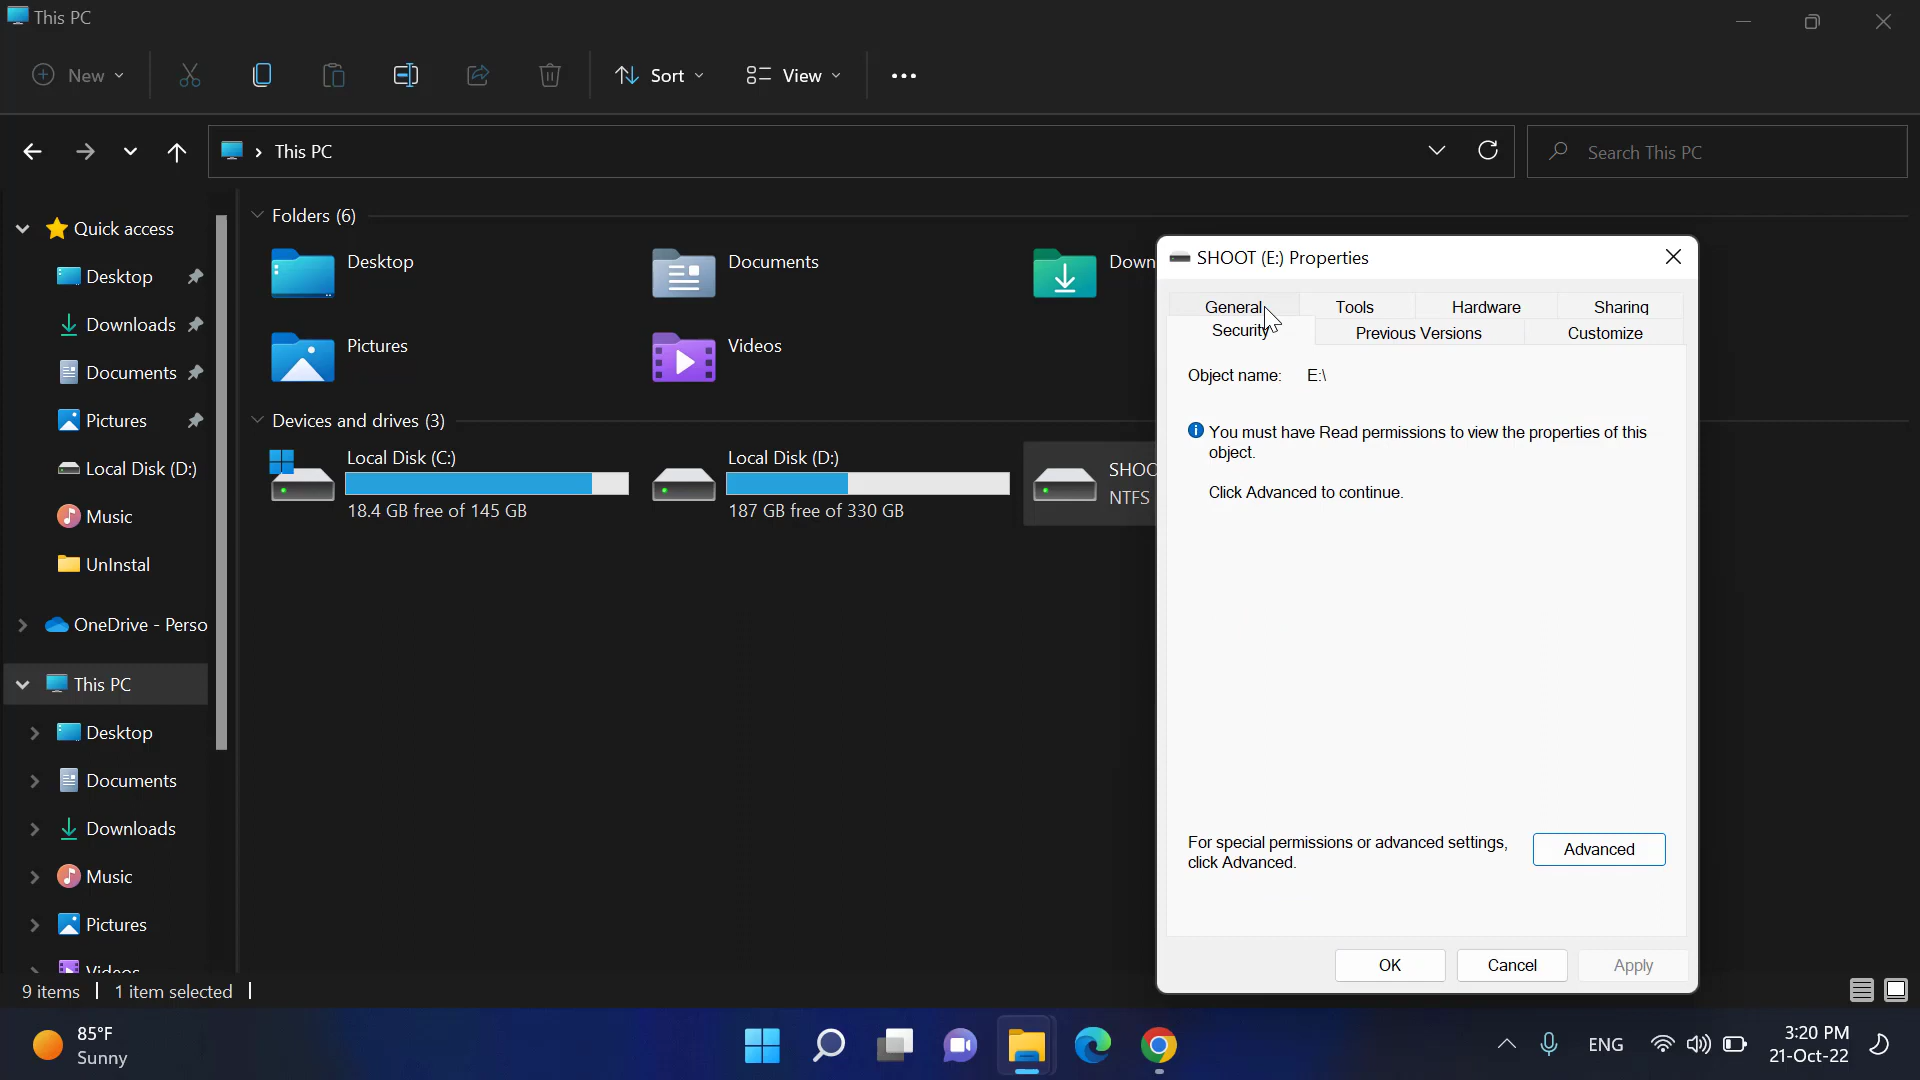 This PC
New
Sort
View
This PC
Search This PC
Quick access
Desktop
Downloads
Documents
Pictures
Local Disk (D:)
Music
UnInstal
OneDrive - Perso
This PC
Desktop
Documents
Downloads
Music
Pictures
Videos
Folders (6)
Desktop
Documents
Down
Pictures
Videos
Devices and drives (3)
Local Disk (C:)
18.4 GB free of 145 GB
Local Disk (D:)
187 GB free of 330 GB
SHOO
NTFS
SHOOT (E:) Properties
General Tools Hardware Sharing
Security Previous Versions Customize
Object name: E:\
You must have Read permissions to view the properties of this
object.
Click Advanced to continue.
For special permissions or advanced settings,
click Advanced.
Advanced
OK Cancel Apply
9 items 1 item selected
85°F
Sunny
ENG
3:20 PM
21-Oct-22